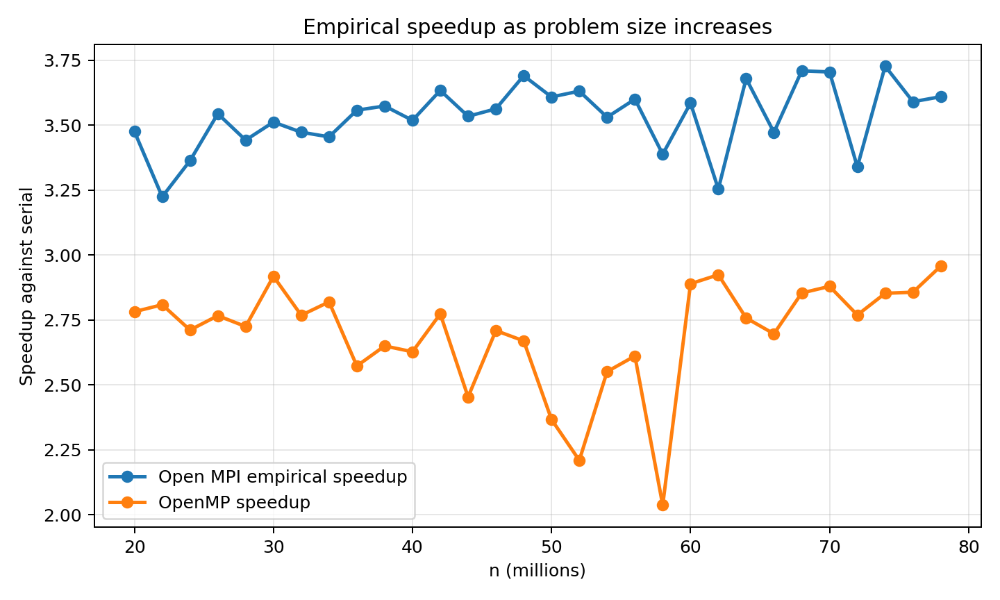 Empirical speedup as problem size increases
Speedup against serial
3.75
3.50
3.25
3.00
2.75
2.50
2.25
2.00
Open MPI empirical speedup
OpenMP speedup
20 30 40 50 60 70 80
n (millions)